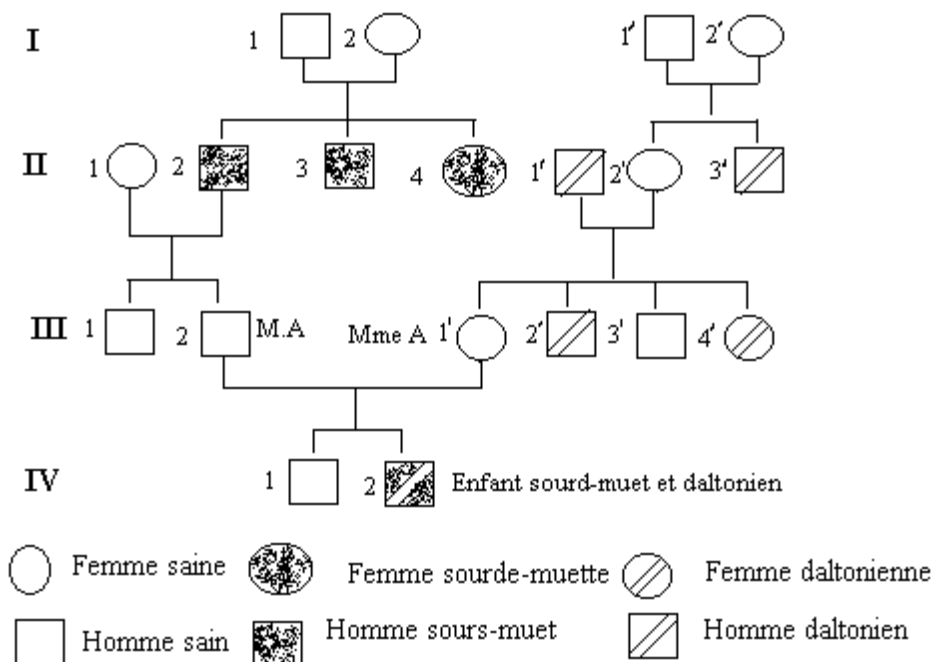 I 1 2 1' 2'
II 1 2 3 4 1' 2' 3'
III 1 2 M.A Mme A 1' 2' 3' 4'
IV 1 2 Enfant sourd-muet et daltonien
Femme saine Femme sourde-muette Femme daltonienne
Homme sain Homme sours-muet Homme daltonien